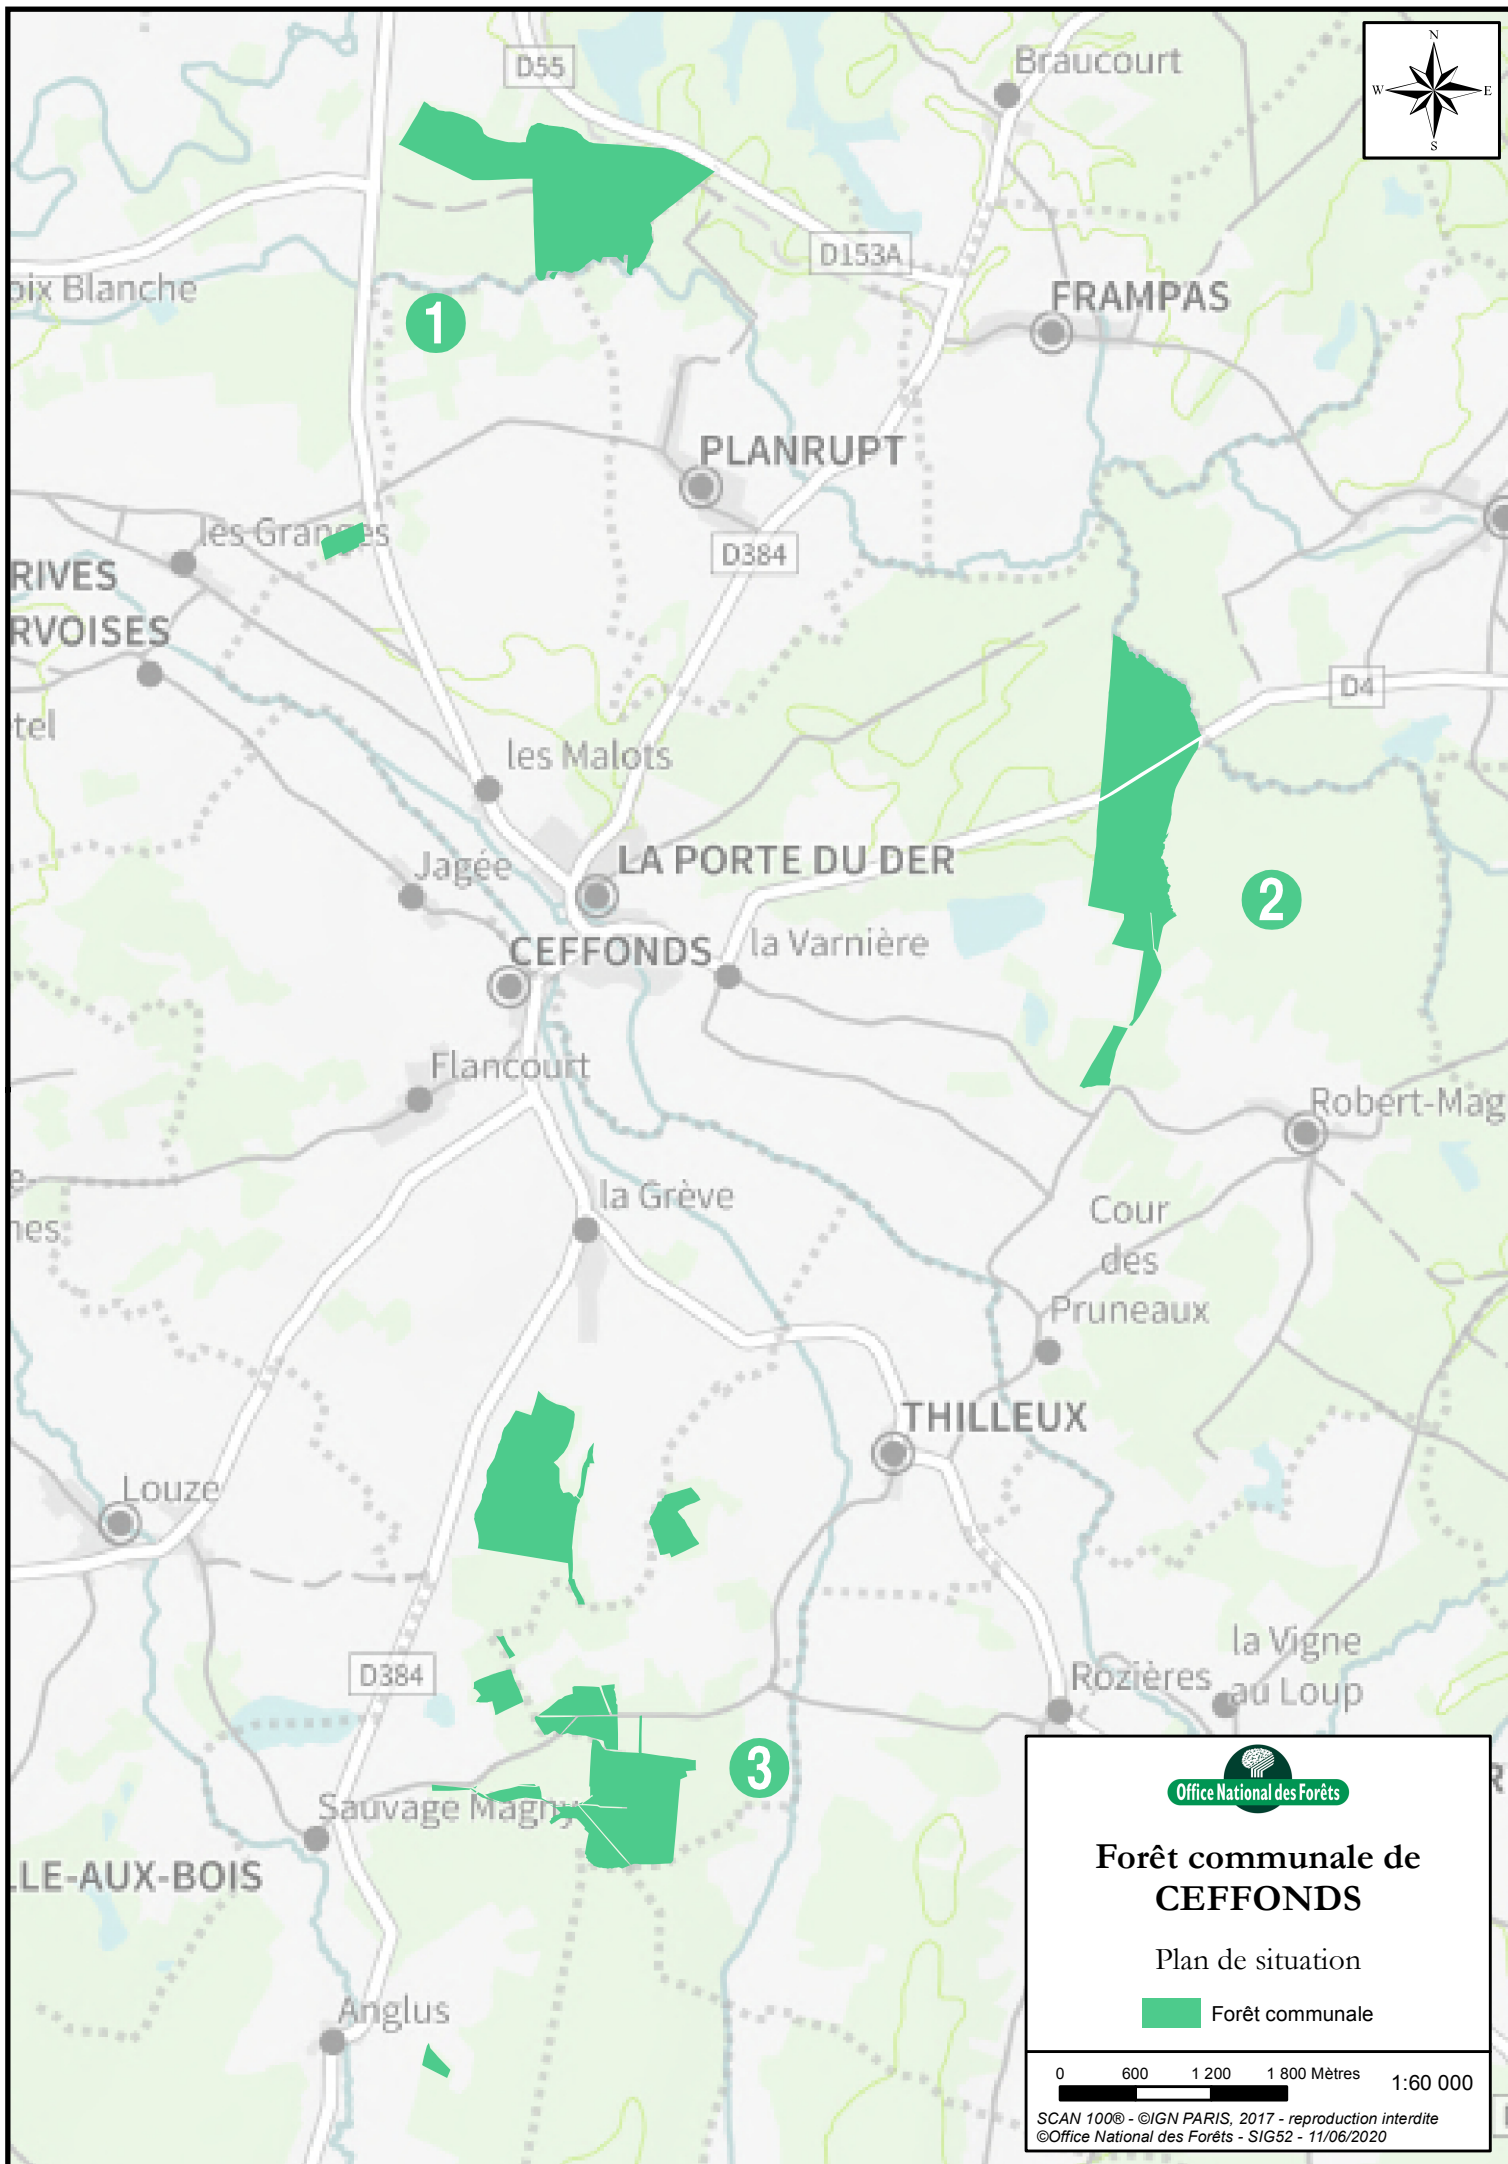 N
W E
S
D55
Braucourt
D153A
oix Blanche
FRAMPAS
1
PLANRUPT
les Granges
D384
RIVES
RVOISES
D4
tel
les Malots
LA PORTE DU DER
Jagée
2
CEFFONDS
la Varnière
Flancourt
Robert-Mag
e-
nes
la Grève
Cour
des
Pruneaux
THILLEUX
Louze
la Vigne
au Loup
D384
Rozières
3
Sauvage Magny
R
LLE-AUX-BOIS
Anglus
Office National des Forêts
Forêt communale de
CEFFONDS
Plan de situation
Forêt communale
0 600 1 200 1 800 Mètres
1:60 000
SCAN 100® - ©IGN PARIS, 2017 - reproduction interdite
©Office National des Forêts - SIG52 - 11/06/2020